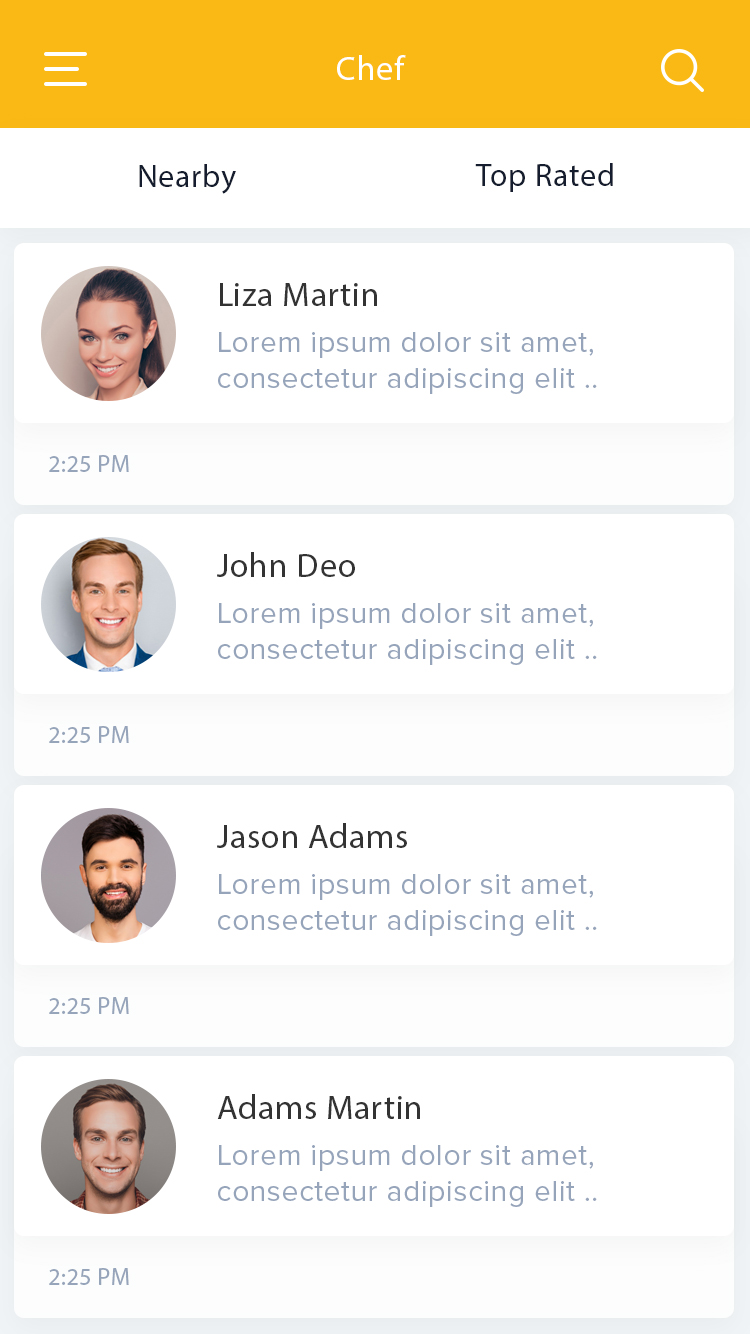 Chef
Nearby Top Rated
Liza Martin
Lorem ipsum dolor sit amet,
consectetur adipiscing elit ..
2:25 PM
John Deo
Lorem ipsum dolor sit amet,
consectetur adipiscing elit ..
2:25 PM
Jason Adams
Lorem ipsum dolor sit amet,
consectetur adipiscing elit ..
2:25 PM
Adams Martin
Lorem ipsum dolor sit amet,
consectetur adipiscing elit ..
2:25 PM